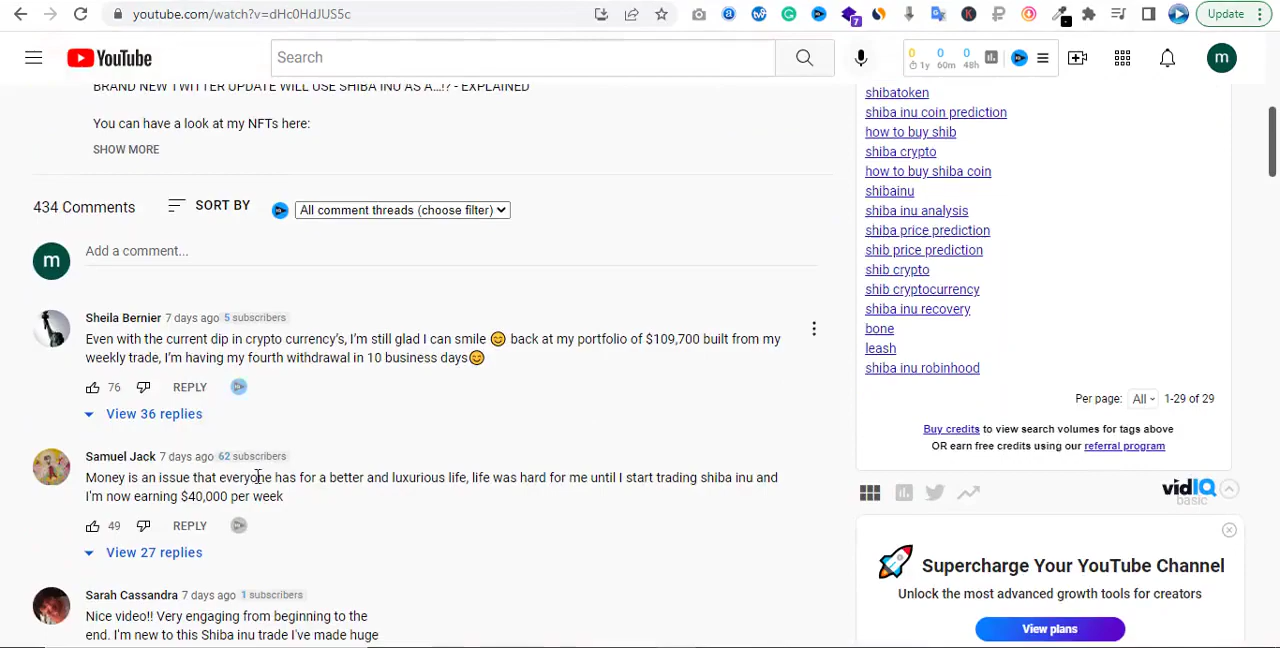 youtube.com/watch?v=dHc0HdJUS5c
7
Update
YouTube
Search
0 0 0
1y 60m 48h
m
BRAND NEW TWITTER UPDATE WILL USE SHIBA INU AS A...!? - EXPLAINED
You can have a look at my NFTs here:
SHOW MORE
434 Comments
SORT BY
All comment threads (choose filter)
m
Add a comment...
Sheila Bernier 7 days ago 5 subscribers
Even with the current dip in crypto currency's, I'm still glad I can smile 😊 back at my portfolio of $109,700 built from my
weekly trade, I'm having my fourth withdrawal in 10 business days😊
76 REPLY
View 36 replies
Samuel Jack 7 days ago 62 subscribers
Money is an issue that everyone has for a better and luxurious life, life was hard for me until I start trading shiba inu and
I'm now earning $40,000 per week
49 REPLY
View 27 replies
Sarah Cassandra 7 days ago 1 subscribers
Nice video!! Very engaging from beginning to the
end. I'm new to this Shiba inu trade I've made huge
shibatoken
shiba inu coin prediction
how to buy shib
shiba crypto
how to buy shiba coin
shibainu
shiba inu analysis
shiba price prediction
shib price prediction
shib crypto
shib cryptocurrency
shiba inu recovery
bone
leash
shiba inu robinhood
Per page: All 1-29 of 29
Buy credits to view search volumes for tags above
OR earn free credits using our referral program
vidIQ
basic
Supercharge Your YouTube Channel
Unlock the most advanced growth tools for creators
View plans